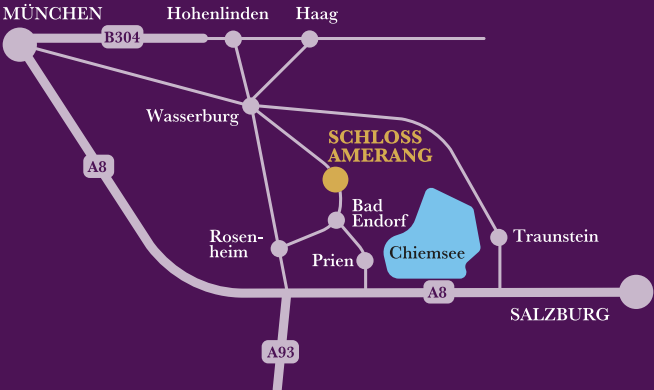 MÜNCHEN
Hohenlinden
Haag
B304
Wasserburg
SCHLOSS
AMERANG
A8
Bad
Endorf
Rosen-
heim
Prien
Chiemsee
Traunstein
A8
SALZBURG
A93